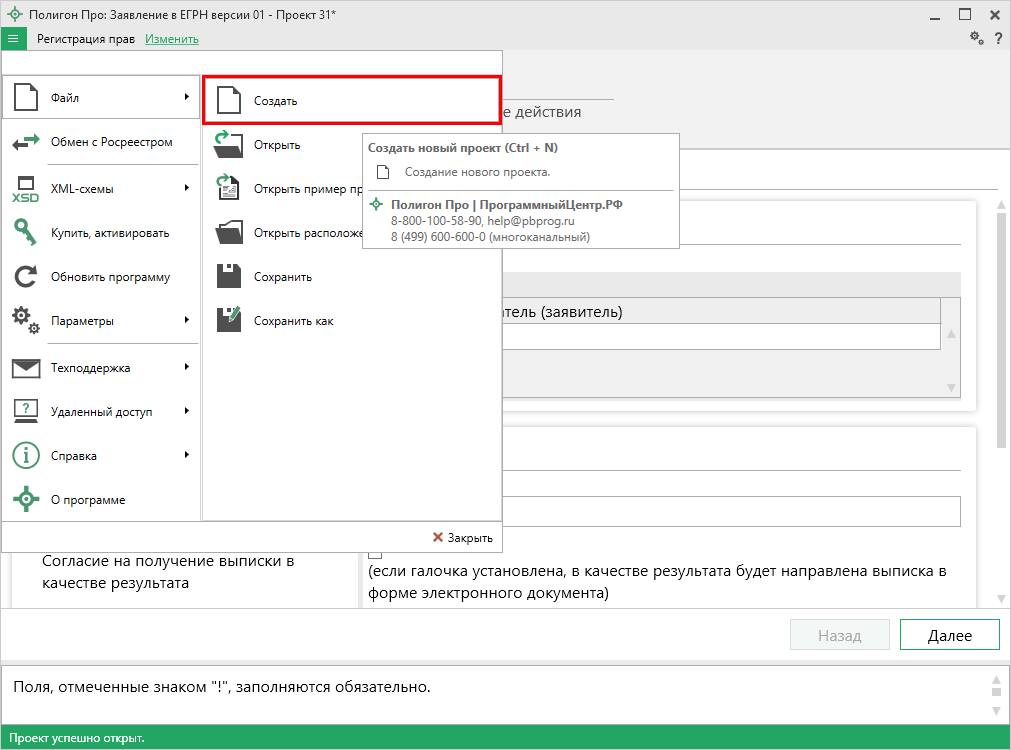 Полигон Про: Заявление в ЕГРН версии 01 - Проект 31*
Регистрация прав Изменить
?
Файл
Обмен с Росреестром
XSD
XML-схемы
Купить, активировать
Обновить программу
Параметры
Техподдержка
?
Удаленный доступ
i
Справка
О программе
Создать
Открыть
Открыть пример
Открыть
Сохранить
Сохранить как
Закрыть
Создать новый проект (Ctrl + N)
Создание нового проекта.
Полигон Про | ПрограммныйЦентр.РФ
8-800-100-58-90, help@pbprog.ru
8 (499) 600-600-0 (многоканальный)
действия
(заявитель)
Согласие на получение выписки в
качестве результата
(если галочка установлена, в качестве результата будет направлена выписка в
форме электронного документа)
Назад Далее
Поля, отмеченные знаком "!", заполняются обязательно.
Проект успешно открыт.